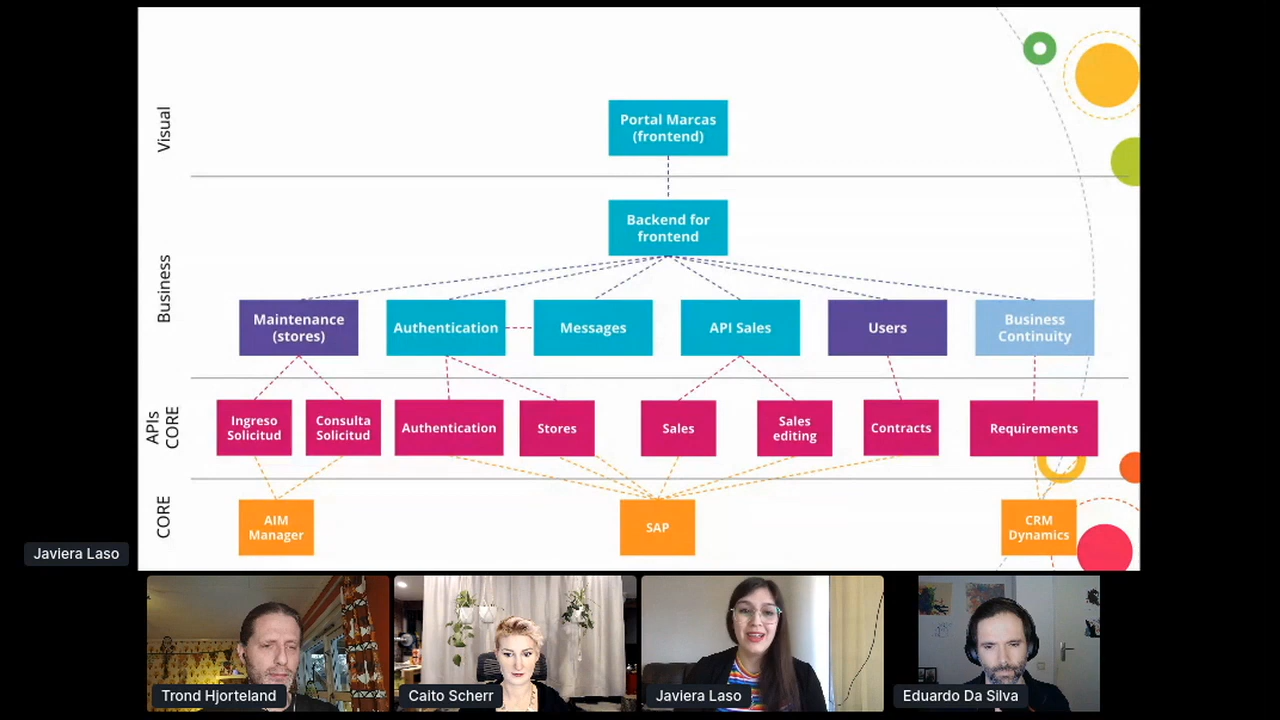 Visual
Portal Marcas
(frontend)
Business
Backend for
frontend
Maintenance
(stores)
Authentication
Messages
API Sales
Users
Business
Continuity
APIs
CORE
Ingreso
Solicitud
Consulta
Solicitud
Authentication
Stores
Sales
Sales
editing
Contracts
Requirements
CORE
AIM
Manager
SAP
CRM
Dynamics
Javiera Laso
Trond Hjorteland
Caito Scherr
Javiera Laso
Eduardo Da Silva